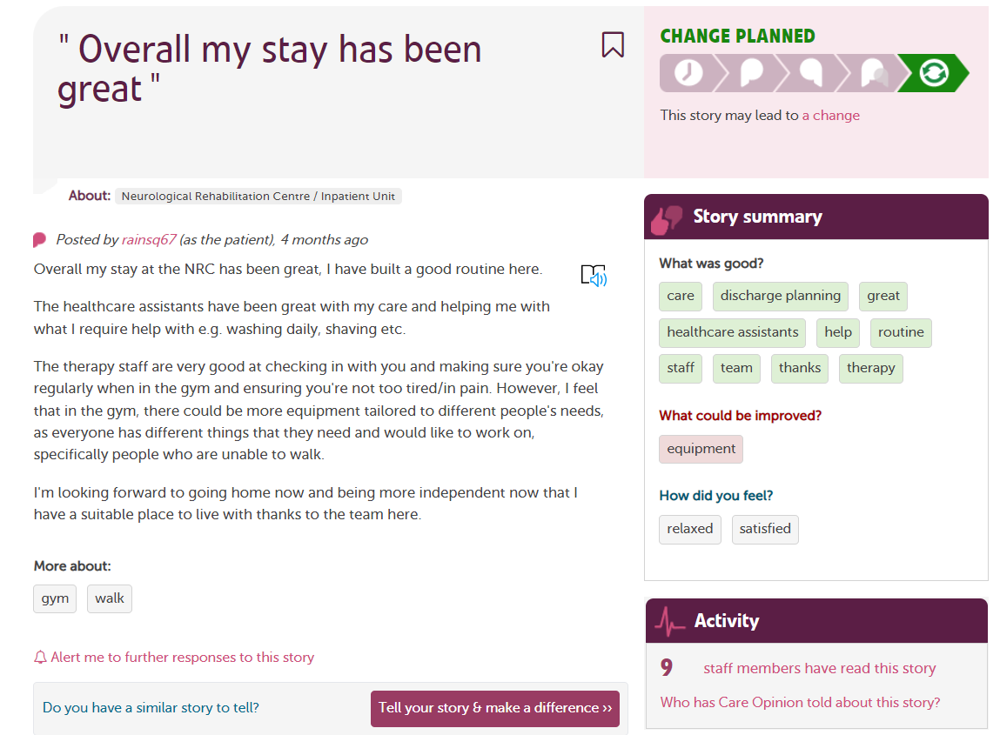 " Overall my stay has been
great "
CHANGE PLANNED
This story may lead to a change
About: Neurological Rehabilitation Centre / Inpatient Unit
Posted by rainsq67 (as the patient), 4 months ago
Overall my stay at the NRC has been great, I have built a good routine here.
The healthcare assistants have been great with my care and helping me with
what I require help with e.g. washing daily, shaving etc.
The therapy staff are very good at checking in with you and making sure you're okay
regularly when in the gym and ensuring you're not too tired/in pain. However, I feel
that in the gym, there could be more equipment tailored to different people's needs,
as everyone has different things that they need and would like to work on,
specifically people who are unable to walk.
I'm looking forward to going home now and being more independent now that I
have a suitable place to live with thanks to the team here.
More about:
gym walk
Alert me to further responses to this story
Do you have a similar story to tell? Tell your story & make a difference ››
Story summary
What was good?
care discharge planning great
healthcare assistants help routine
staff team thanks therapy
What could be improved?
equipment
How did you feel?
relaxed satisfied
Activity
9 staff members have read this story
Who has Care Opinion told about this story?